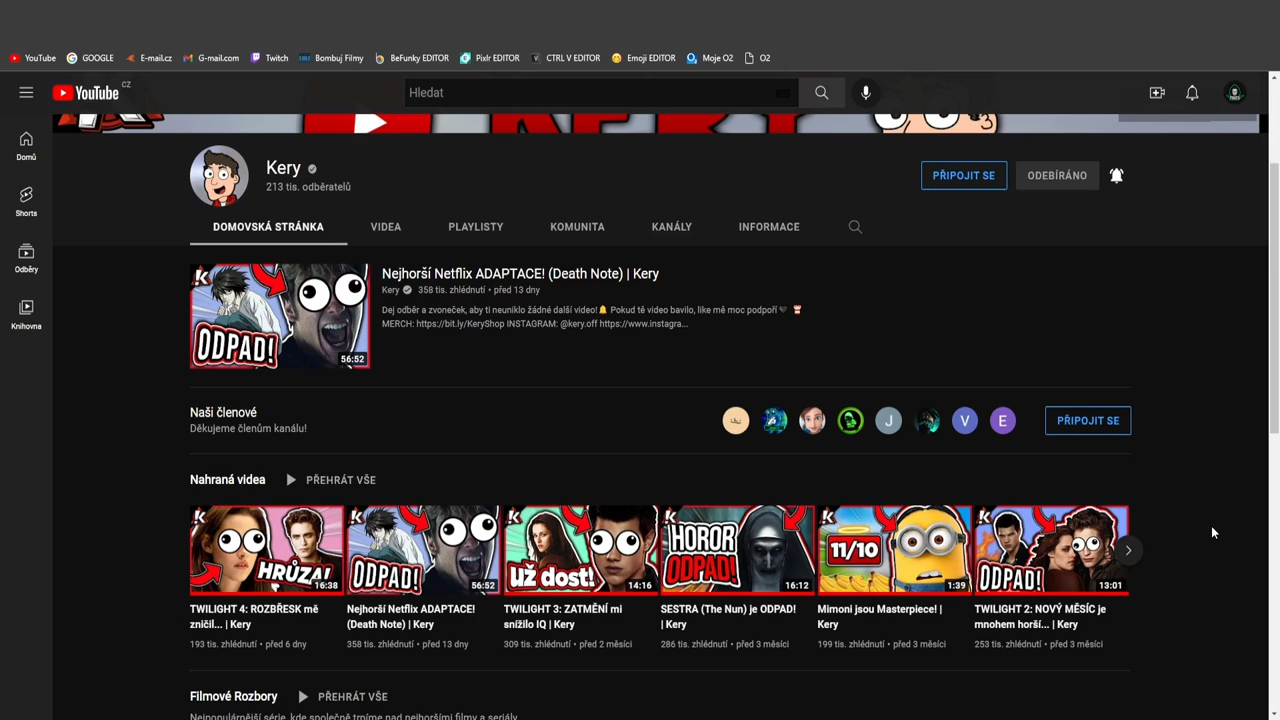 YouTube GOOGLE E-mail.cz G-mail.com Twitch Bombuj Filmy BeFunky EDITOR Pixlr EDITOR CTRL V EDITOR Emoji EDITOR Moje O2 O2
YouTube CZ
Hledat
Domů
Shorts
Odběry
Knihovna
Kery
213 tis. odběratelů
PŘIPOJIT SE
ODEBÍRÁNO
DOMOVSKÁ STRÁNKA VIDEA PLAYLISTY KOMUNITA KANÁLY INFORMACE
K
ODPAD!
56:52
Nejhorší Netflix ADAPTACE! (Death Note) | Kery
Kery 358 tis. zhlédnutí • před 13 dny
Dej odběr a zvoneček, aby ti neuniklo žádné další video!🔔 Pokud tě video bavilo, like mě moc podpoří🖤
MERCH: https://bit.ly/KeryShop INSTAGRAM: @kery.off https://www.instagra...
Naši členové
Děkujeme členům kanálu!
J V E
PŘIPOJIT SE
Nahraná videa PŘEHRÁT VŠE
K
HRŮZA!
16:38
TWILIGHT 4: ROZBŘESK mě
zničil... | Kery
193 tis. zhlédnutí • před 6 dny
K
ODPAD!
56:52
Nejhorší Netflix ADAPTACE!
(Death Note) | Kery
358 tis. zhlédnutí • před 13 dny
K
už dost!
14:16
TWILIGHT 3: ZATMĚNÍ mi
snížilo IQ | Kery
309 tis. zhlédnutí • před 2 měsíci
K
HOROR
ODPAD!
16:12
SESTRA (The Nun) je ODPAD!
| Kery
286 tis. zhlédnutí • před 3 měsíci
K
11/10
1:39
Mimoni jsou Masterpiece! |
Kery
199 tis. zhlédnutí • před 3 měsíci
K
ODPAD!
13:01
TWILIGHT 2: NOVÝ MĚSÍC je
mnohem horší... | Kery
253 tis. zhlédnutí • před 3 měsíci
Filmové Rozbory PŘEHRÁT VŠE
Nejpopulárnější série, kde společně trpíme nad nejhoršími filmy a seriály